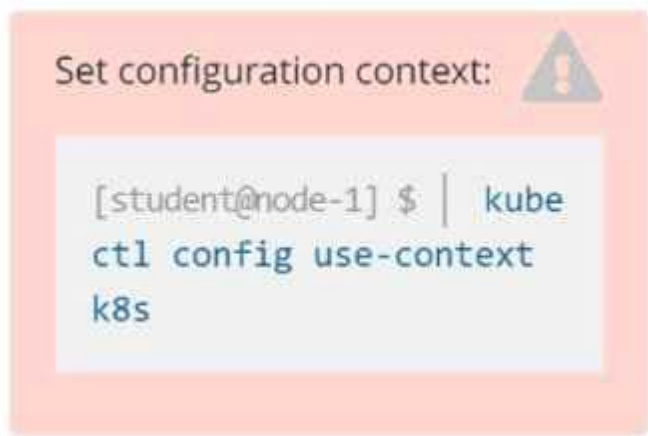 Set configuration context:
[student@node-1] $ | kube
ctl config use-context
k8s